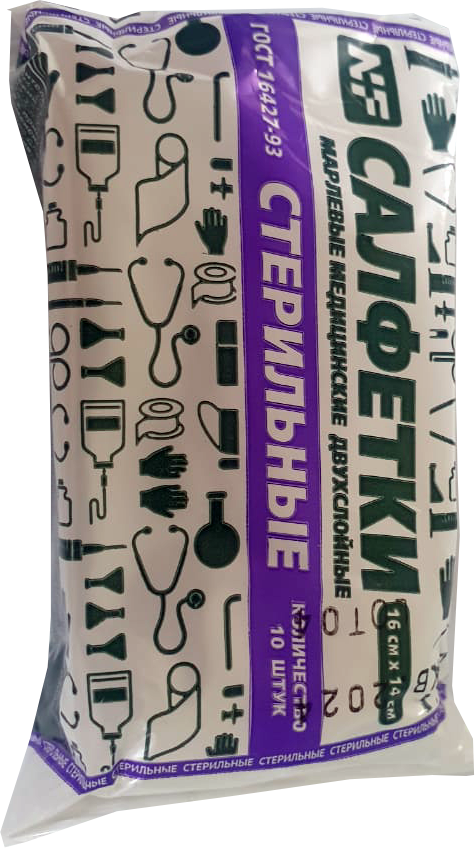 NF
САЛФЕТКИ
МАРЛЕВЫЕ МЕДИЦИНСКИЕ ДВУХСЛОЙНЫЕ
16 см х 14 см
ГОСТ 16427-93
СТЕРИЛЬНЫЕ
КОЛИЧЕСТВО
10 ШТУК
СТЕРИЛЬНЫЕ СТЕРИЛЬНЫЕ СТЕРИЛЬНЫЕ СТЕРИЛЬНЫЕ